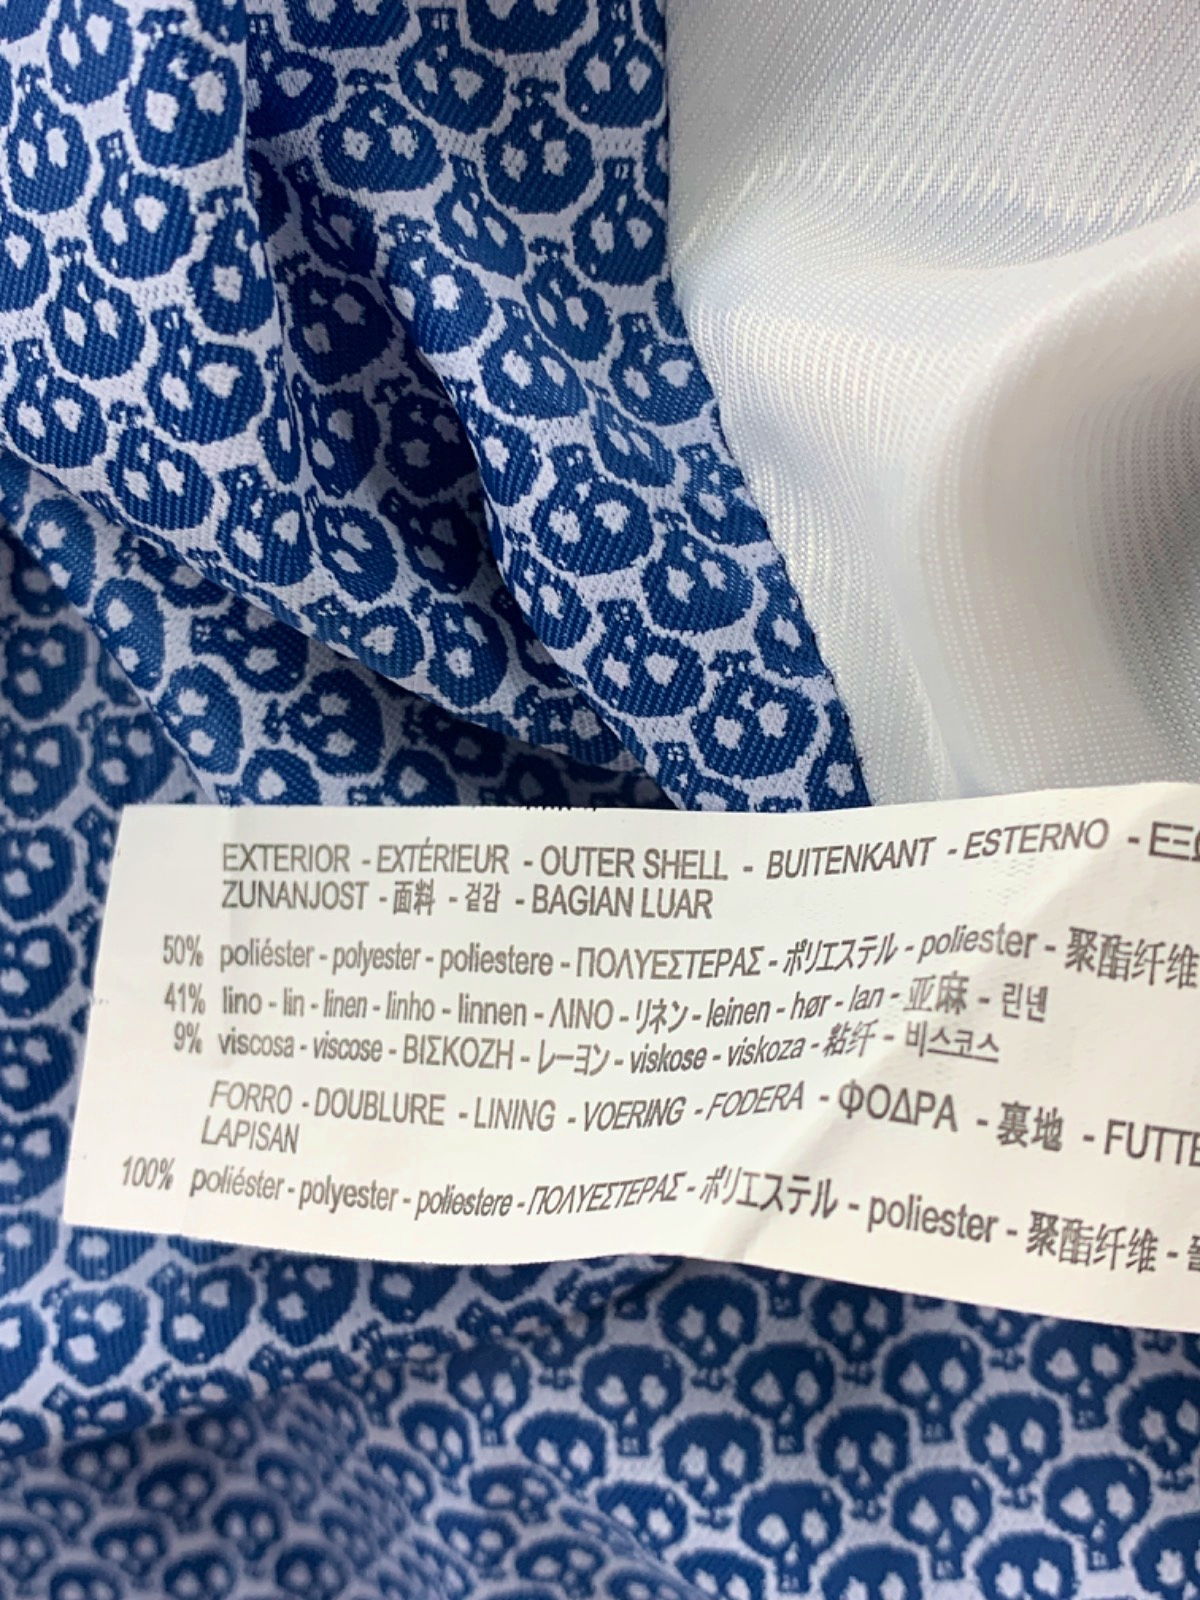 EXTERIOR - EXTÉRIEUR - OUTER SHELL - BUITENKANT - ESTERNO -
ZUNANJOST - 面料 - 겉감 - BAGIAN LUAR
50% poliéster - polyester - poliestere - ΠΟΛΥΕΣΤΕΡΑΣ - ポリエステル - poliester - 聚酯纤维
41% lino - lin - linen - linho - linnen - ΛΙΝΟ - リネン - leinen - hør - lan - 亚麻 - 린넨
9% viscosa - viscose - ΒΙΣΚΟΖΗ - レーヨン - viskose - viskoza - 粘纤 - 비스코스
FORRO - DOUBLURE - LINING - VOERING - FODERA - ΦΟΔΡΑ - 裏地 - FUTTE
LAPISAN
100% poliéster - polyester - poliestere - ΠΟΛΥΕΣΤΕΡΑΣ - ポリエステル - poliester - 聚酯纤维 -